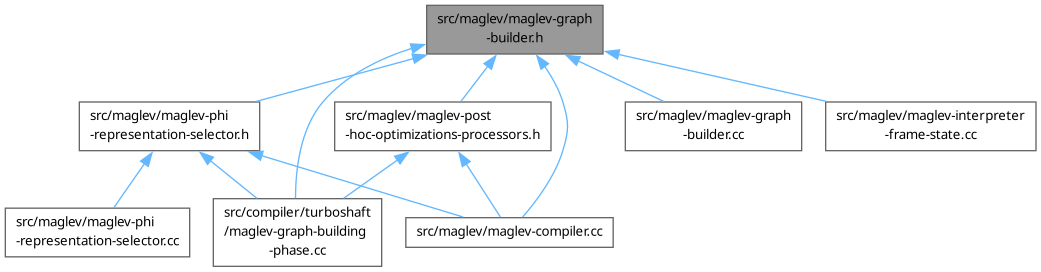 src/maglev/maglev-graph
-builder.h
src/maglev/maglev-phi
-representation-selector.h
src/maglev/maglev-post
-hoc-optimizations-processors.h
src/maglev/maglev-graph
-builder.cc
src/maglev/maglev-interpreter
-frame-state.cc
src/maglev/maglev-phi
-representation-selector.cc
src/compiler/turboshaft
/maglev-graph-building
-phase.cc
src/maglev/maglev-compiler.cc